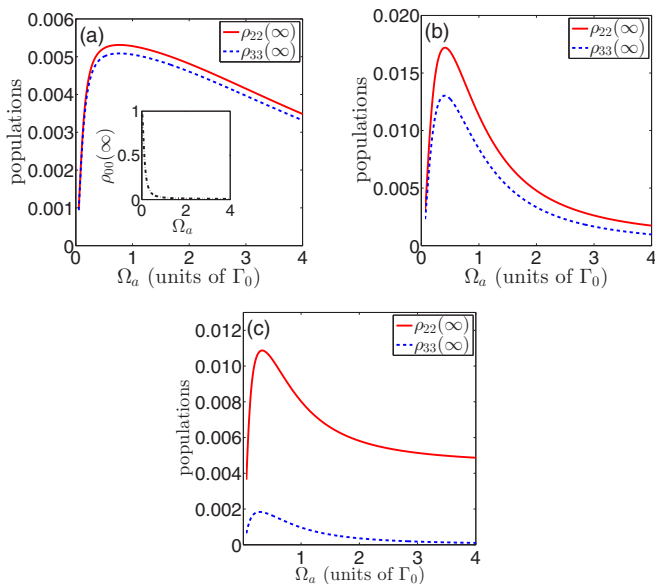 (a)
ρ22(∞)
ρ33(∞)
populations
0.006
0.005
0.004
0.003
0.002
0.001
0
0 1 2 3 4
Ωa (units of Γ0)
ρ00(∞)
1
0.5
0
0 2 4
Ωa
(b)
ρ22(∞)
ρ33(∞)
populations
0.020
0.015
0.010
0.005
0
0 1 2 3 4
Ωa (units of Γ0)
(c)
ρ22(∞)
ρ33(∞)
populations
0.012
0.010
0.008
0.006
0.004
0.002
0
1 2 3 4
Ωa (units of Γ0)